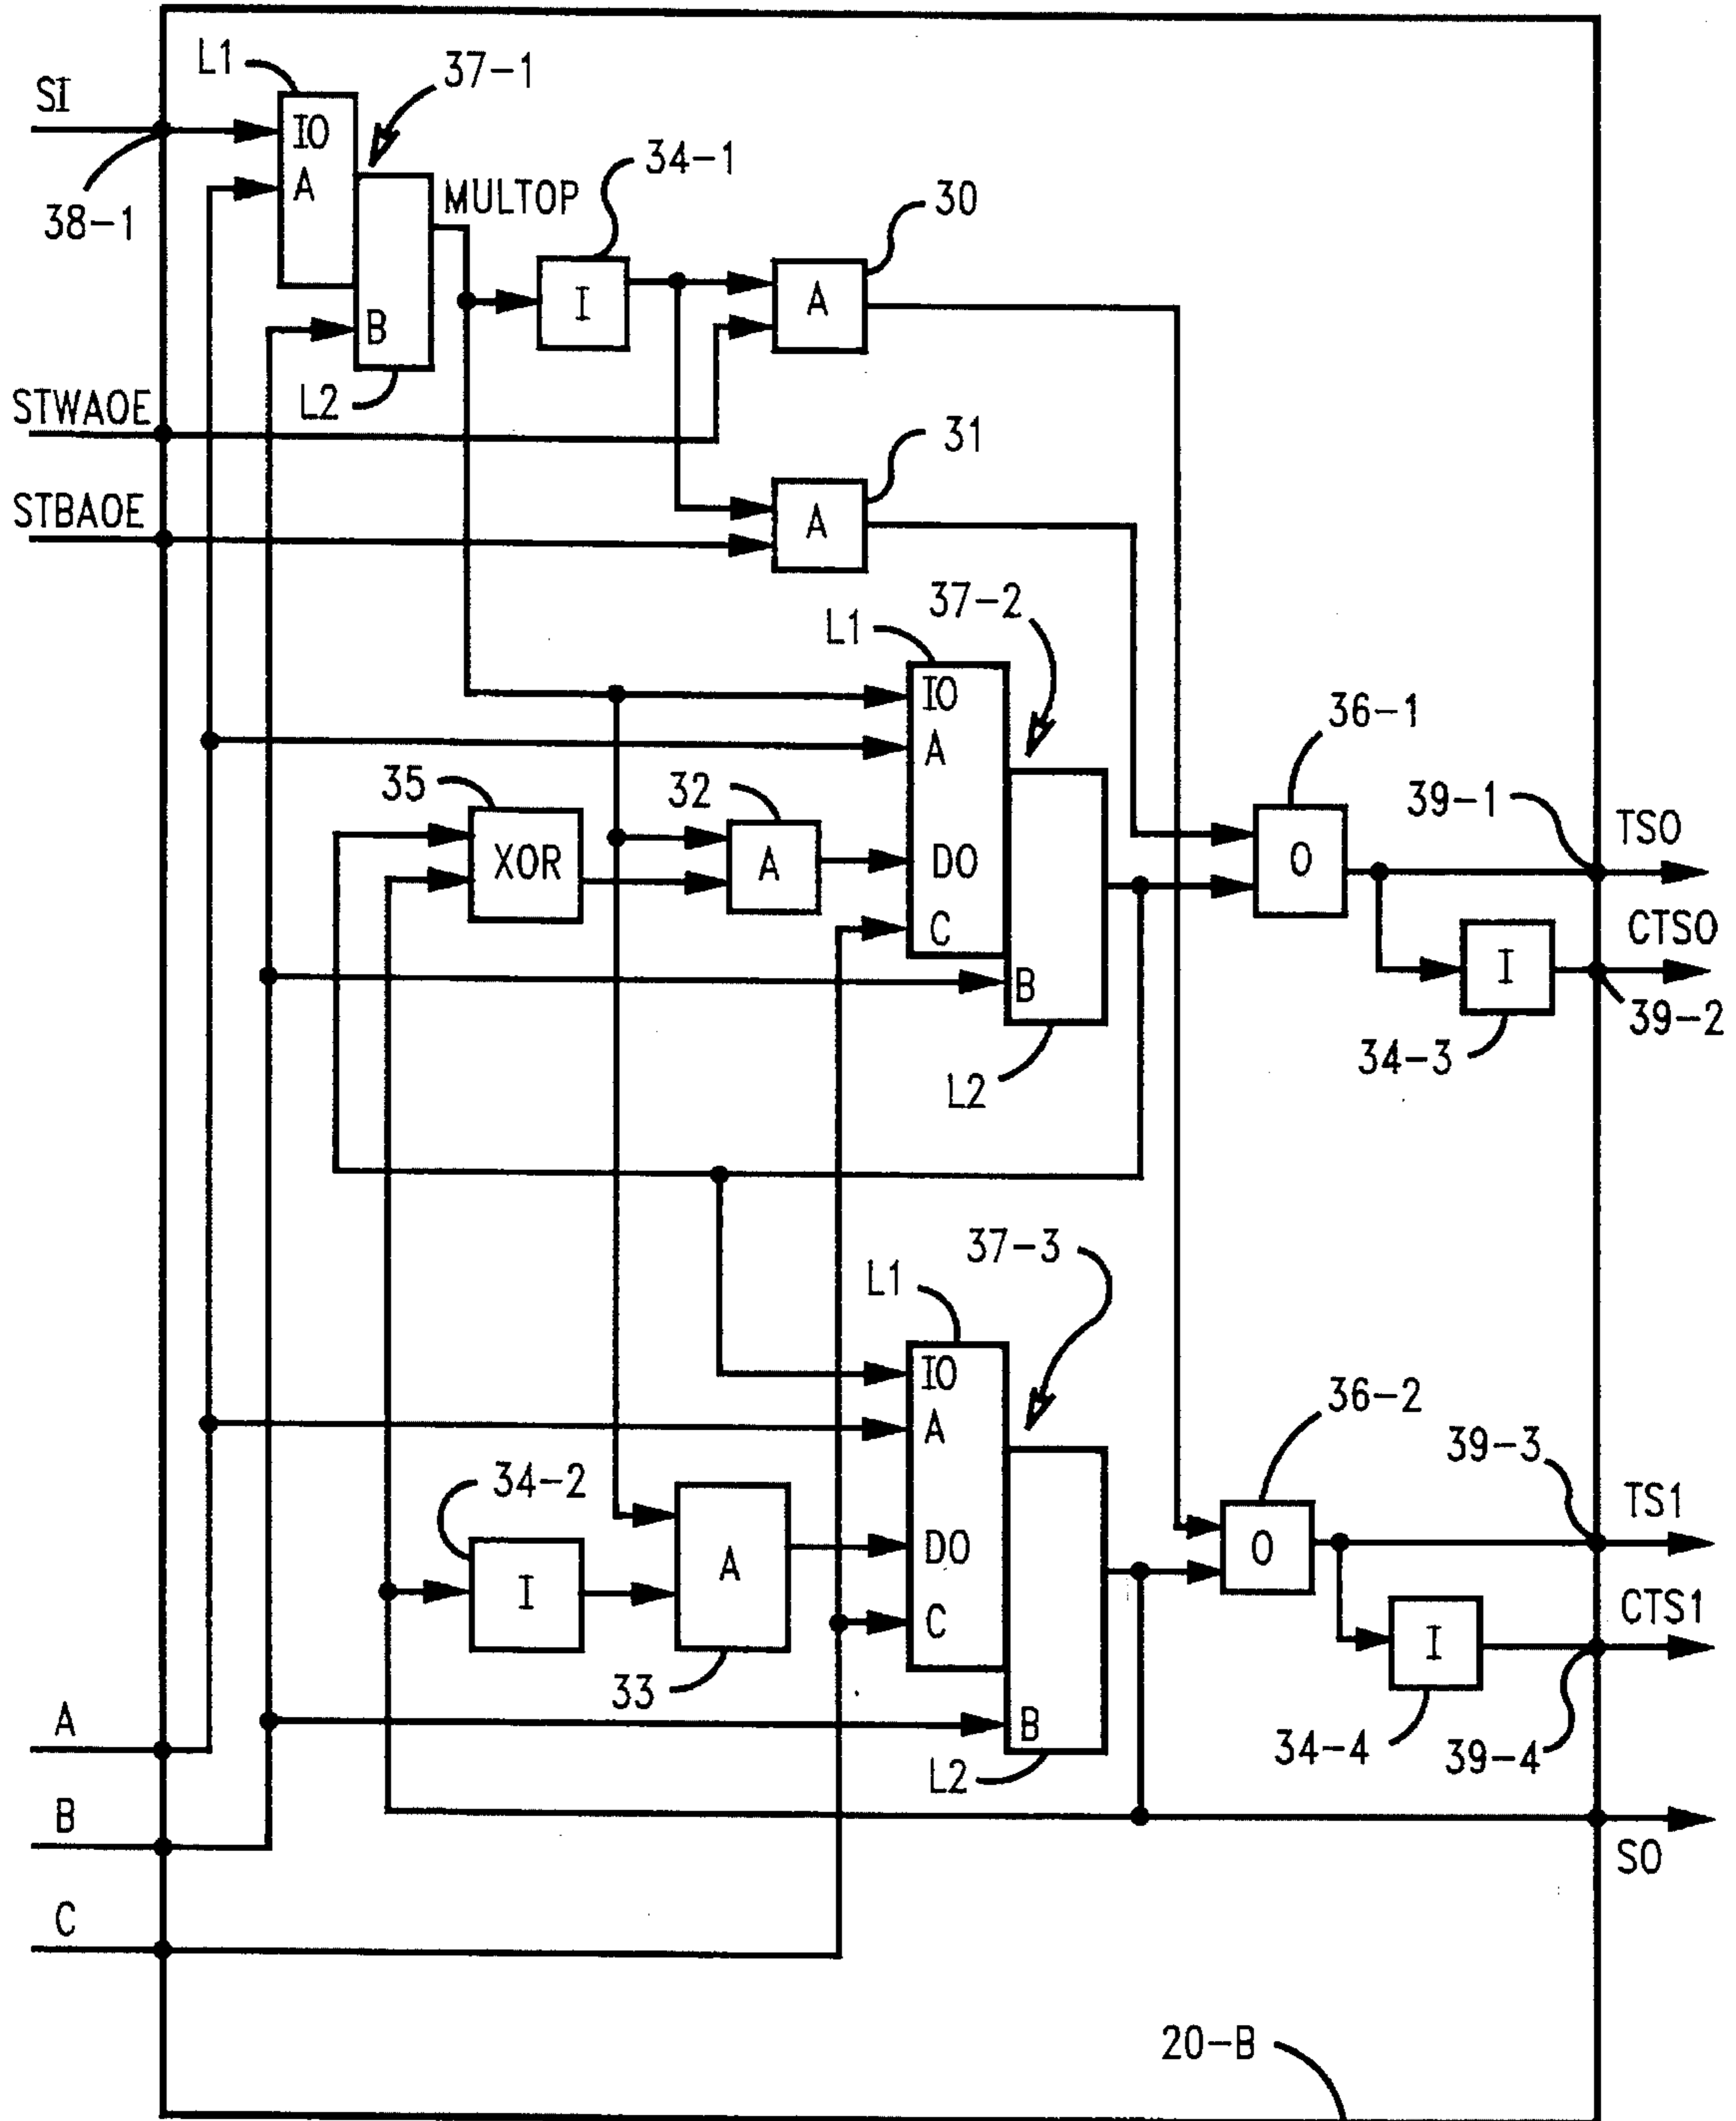 L1
37-1
SI
IO
34-1
A
MULTOP
30
38-1
I
A
B
STWAOE
L2
31
STBAOE
A
37-2
L1
IO
36-1
A
35
32
39-1
TSO
XOR
A
DO
O
CTSO
C
I
B
39-2
34-3
L2
37-3
L1
IO
36-2
A
39-3
34-2
TS1
DO
O
A
I
CTS1
C
I
33
A
B
34-4
39-4
L2
B
SO
C
20-B